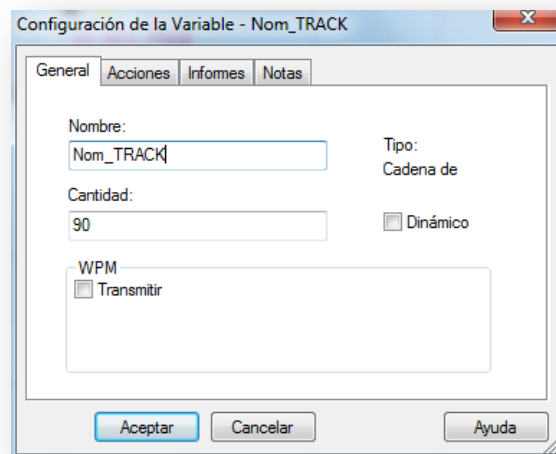 Configuración de la Variable - Nom_TRACK
General Acciones Informes Notas
Nombre:
Nom_TRACK
Tipo:
Cadena de
Cantidad:
90
Dinámico
WPM
Transmitir
Aceptar Cancelar Ayuda